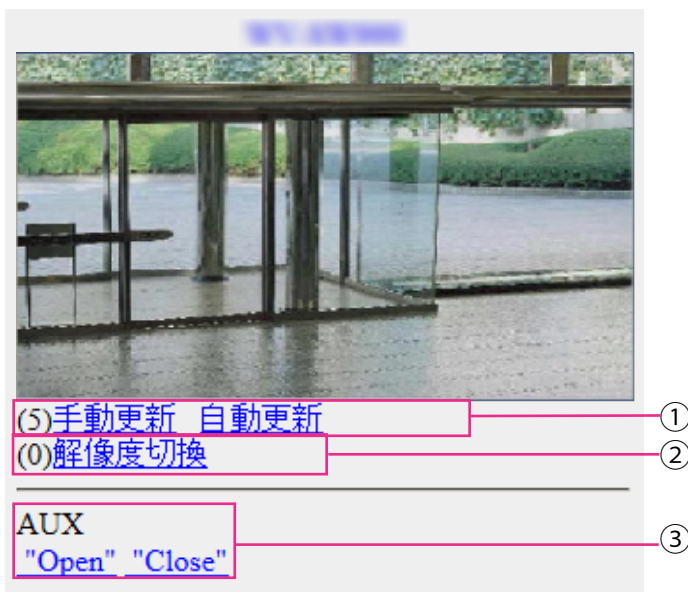 (5)手動更新 自動更新 ①
(0)解像度切換 ②
AUX
"Open" "Close" ③